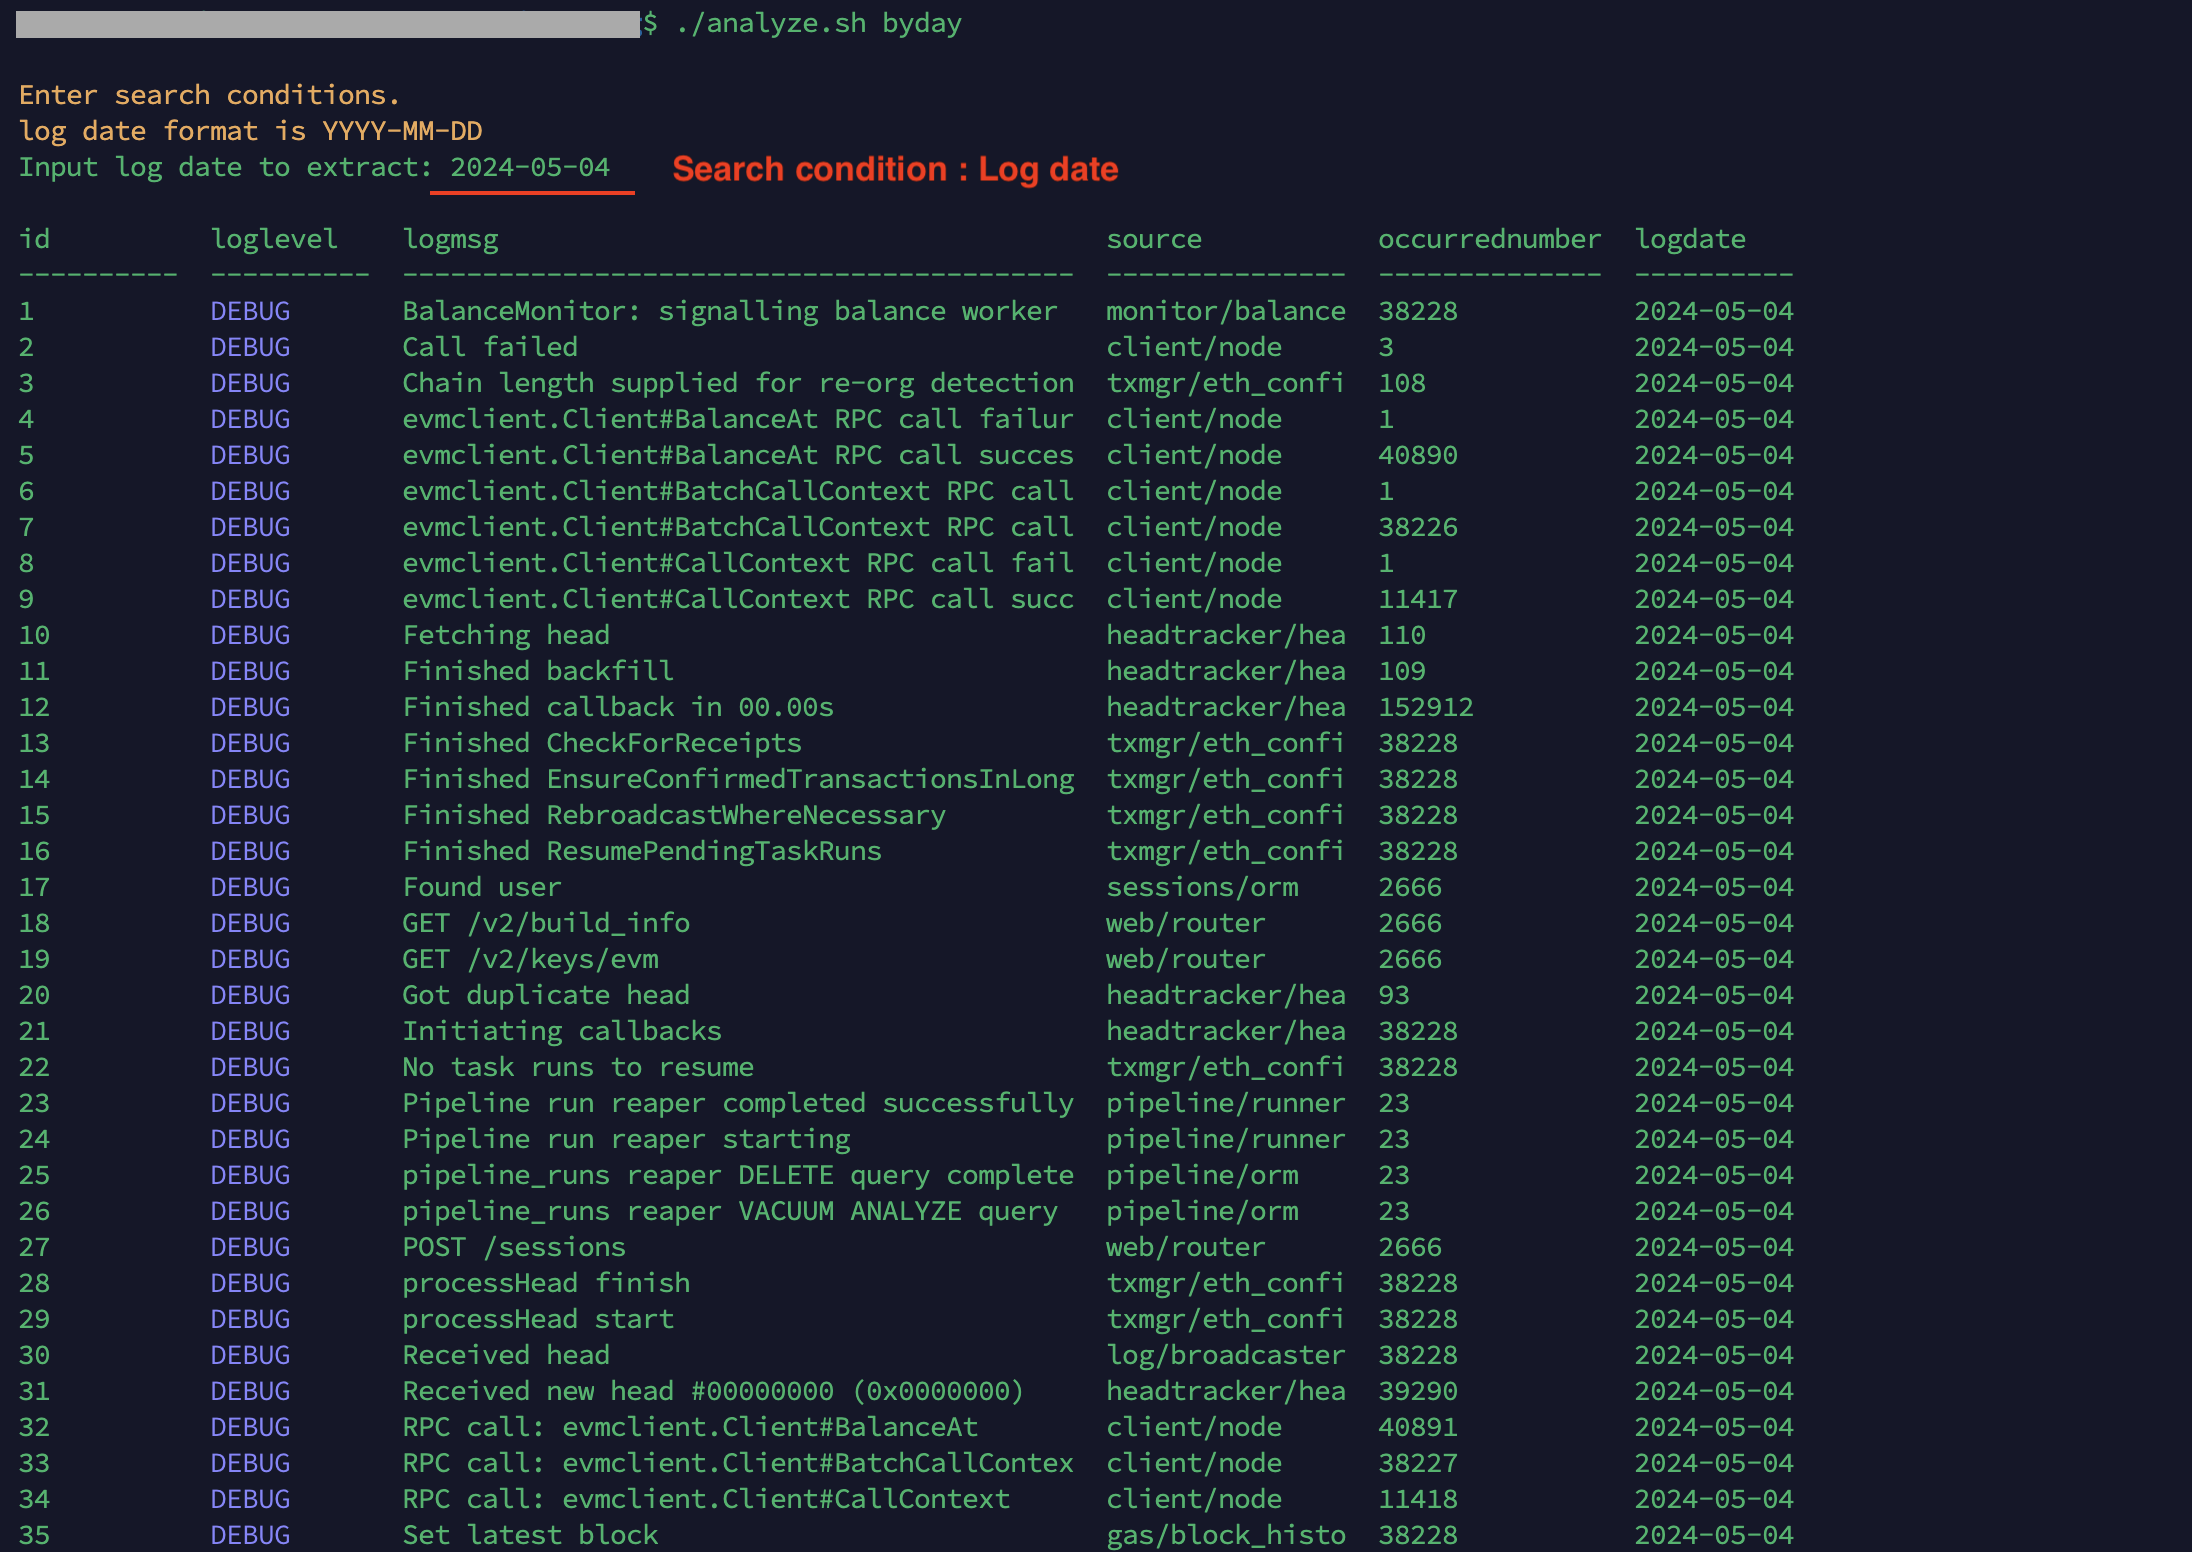 $ ./analyze.sh byday
Enter search conditions.
log date format is YYYY-MM-DD
Input log date to extract: 2024-05-04 Search condition : Log date
id loglevel logmsg source occurrednumber logdate
---------- ---------- ------------------------------------------ --------------- -------------- ----------
1 DEBUG BalanceMonitor: signalling balance worker monitor/balance 38228 2024-05-04
2 DEBUG Call failed client/node 3 2024-05-04
3 DEBUG Chain length supplied for re-org detection txmgr/eth_confi 108 2024-05-04
4 DEBUG evmclient.Client#BalanceAt RPC call failur client/node 1 2024-05-04
5 DEBUG evmclient.Client#BalanceAt RPC call succes client/node 40890 2024-05-04
6 DEBUG evmclient.Client#BatchCallContext RPC call client/node 1 2024-05-04
7 DEBUG evmclient.Client#BatchCallContext RPC call client/node 38226 2024-05-04
8 DEBUG evmclient.Client#CallContext RPC call fail client/node 1 2024-05-04
9 DEBUG evmclient.Client#CallContext RPC call succ client/node 11417 2024-05-04
10 DEBUG Fetching head headtracker/hea 110 2024-05-04
11 DEBUG Finished backfill headtracker/hea 109 2024-05-04
12 DEBUG Finished callback in 00.00s headtracker/hea 152912 2024-05-04
13 DEBUG Finished CheckForReceipts txmgr/eth_confi 38228 2024-05-04
14 DEBUG Finished EnsureConfirmedTransactionsInLong txmgr/eth_confi 38228 2024-05-04
15 DEBUG Finished RebroadcastWhereNecessary txmgr/eth_confi 38228 2024-05-04
16 DEBUG Finished ResumePendingTaskRuns txmgr/eth_confi 38228 2024-05-04
17 DEBUG Found user sessions/orm 2666 2024-05-04
18 DEBUG GET /v2/build_info web/router 2666 2024-05-04
19 DEBUG GET /v2/keys/evm web/router 2666 2024-05-04
20 DEBUG Got duplicate head headtracker/hea 93 2024-05-04
21 DEBUG Initiating callbacks headtracker/hea 38228 2024-05-04
22 DEBUG No task runs to resume txmgr/eth_confi 38228 2024-05-04
23 DEBUG Pipeline run reaper completed successfully pipeline/runner 23 2024-05-04
24 DEBUG Pipeline run reaper starting pipeline/runner 23 2024-05-04
25 DEBUG pipeline_runs reaper DELETE query complete pipeline/orm 23 2024-05-04
26 DEBUG pipeline_runs reaper VACUUM ANALYZE query pipeline/orm 23 2024-05-04
27 DEBUG POST /sessions web/router 2666 2024-05-04
28 DEBUG processHead finish txmgr/eth_confi 38228 2024-05-04
29 DEBUG processHead start txmgr/eth_confi 38228 2024-05-04
30 DEBUG Received head log/broadcaster 38228 2024-05-04
31 DEBUG Received new head #00000000 (0x0000000) headtracker/hea 39290 2024-05-04
32 DEBUG RPC call: evmclient.Client#BalanceAt client/node 40891 2024-05-04
33 DEBUG RPC call: evmclient.Client#BatchCallContex client/node 38227 2024-05-04
34 DEBUG RPC call: evmclient.Client#CallContext client/node 11418 2024-05-04
35 DEBUG Set latest block gas/block_histo 38228 2024-05-04